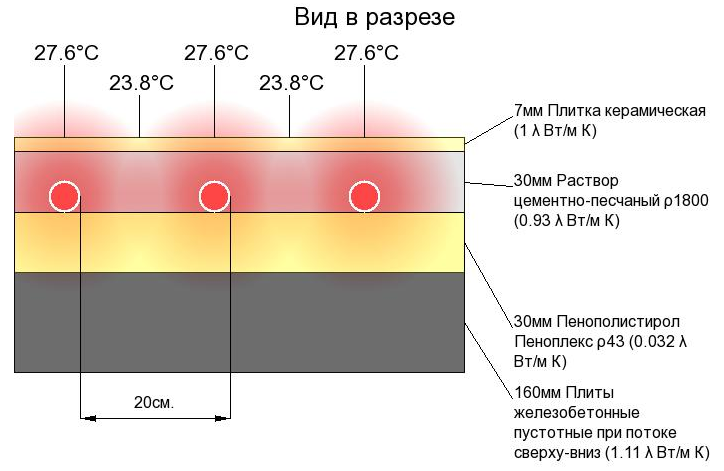 Вид в разрезе
27.6°C
27.6°C
27.6°C
23.8°C
23.8°C
7мм Плитка керамическая
(1 λ Вт/м К)
30мм Раствор
цементно-песчаный ρ1800
(0.93 λ Вт/м К)
30мм Пенополистирол
Пеноплекс ρ43 (0.032 λ
Вт/м К)
160мм Плиты
железобетонные
пустотные при потоке
сверху-вниз (1.11 λ Вт/м К)
20см.